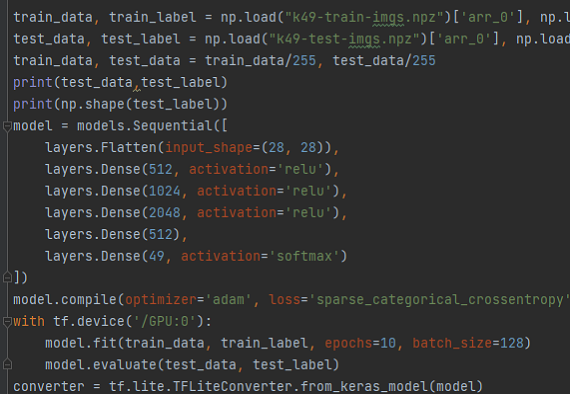 train_data, train_label = np.load("k49-train-imgs.npz")['arr_0'], np.l
test_data, test_label = np.load("k49-test-imgs.npz")['arr_0'], np.load
train_data, test_data = train_data/255, test_data/255
print(test_data,test_label)
print(np.shape(test_label))
model = models.Sequential([
    layers.Flatten(input_shape=(28, 28)),
    layers.Dense(512, activation='relu'),
    layers.Dense(1024, activation='relu'),
    layers.Dense(2048, activation='relu'),
    layers.Dense(512),
    layers.Dense(49, activation='softmax')
])
model.compile(optimizer='adam', loss='sparse_categorical_crossentropy'
with tf.device('/GPU:0'):
    model.fit(train_data, train_label, epochs=10, batch_size=128)
    model.evaluate(test_data, test_label)
converter = tf.lite.TFLiteConverter.from_keras_model(model)